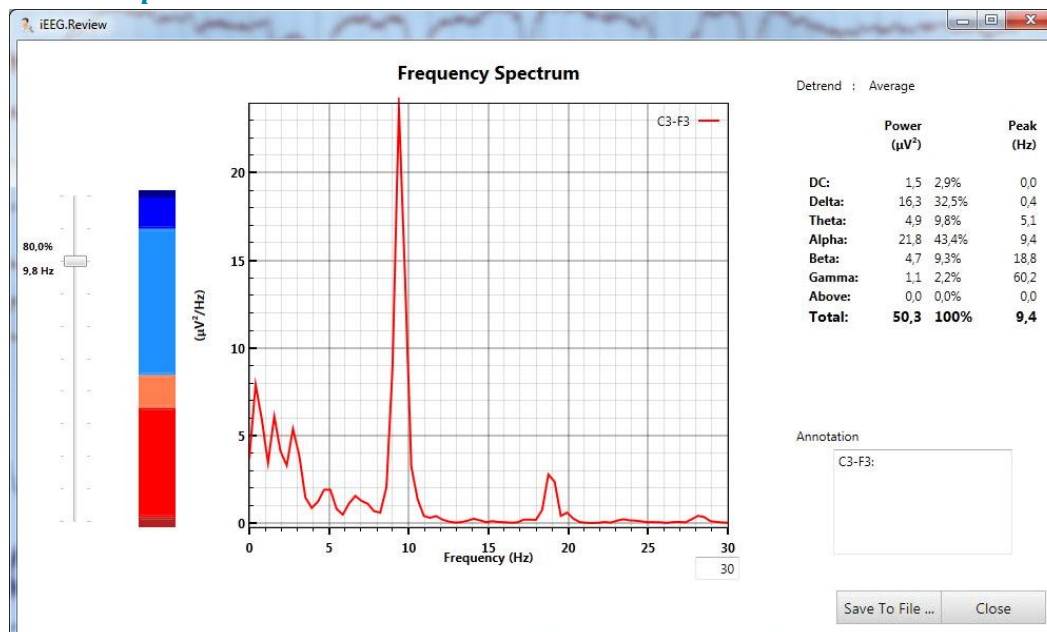 iEEG.Review
Frequency Spectrum
C3-F3
20
15
10
5
0
(µV²/Hz)
0 5 10 15 20 25 30
Frequency (Hz)
30
80,0%
9,8 Hz
Detrend : Average
Power Peak
(µV²) (Hz)
DC: 1,5 2,9% 0,0
Delta: 16,3 32,5% 0,4
Theta: 4,9 9,8% 5,1
Alpha: 21,8 43,4% 9,4
Beta: 4,7 9,3% 18,8
Gamma: 1,1 2,2% 60,2
Above: 0,0 0,0% 0,0
Total: 50,3 100% 9,4
Annotation
C3-F3:
Save To File ... Close